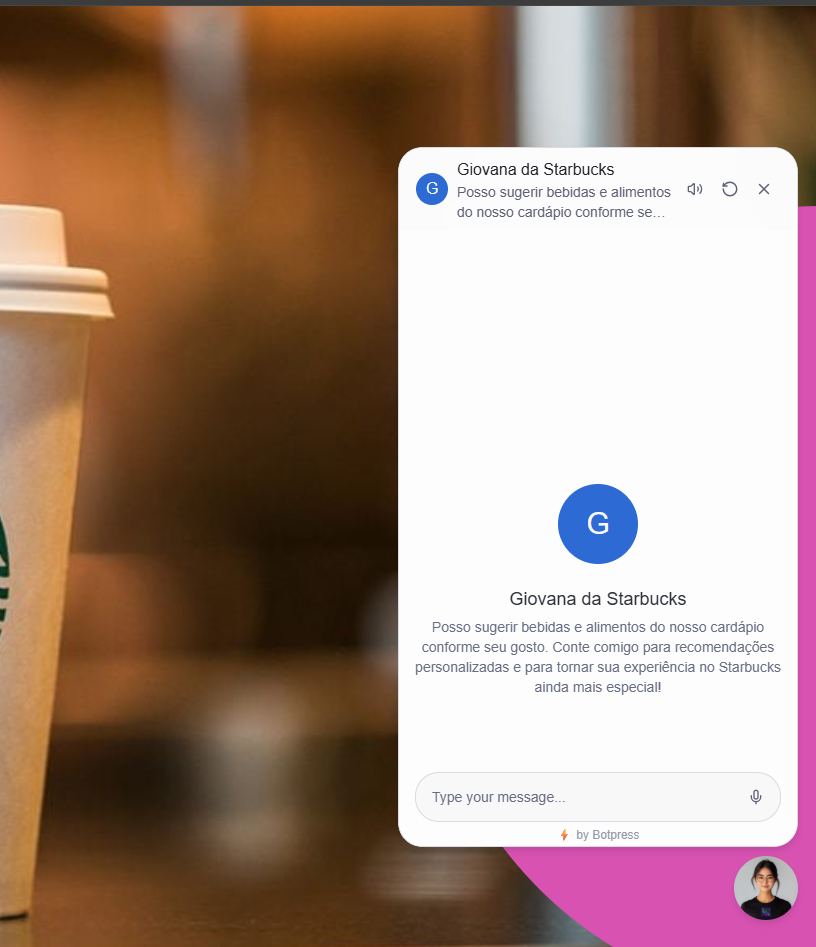 G
Giovana da Starbucks
Posso sugerir bebidas e alimentos
do nosso cardápio conforme se...
G
Giovana da Starbucks
Posso sugerir bebidas e alimentos do nosso cardápio
conforme seu gosto. Conte comigo para recomendações
personalizadas e para tornar sua experiência no Starbucks
ainda mais especial!
Type your message...
by Botpress